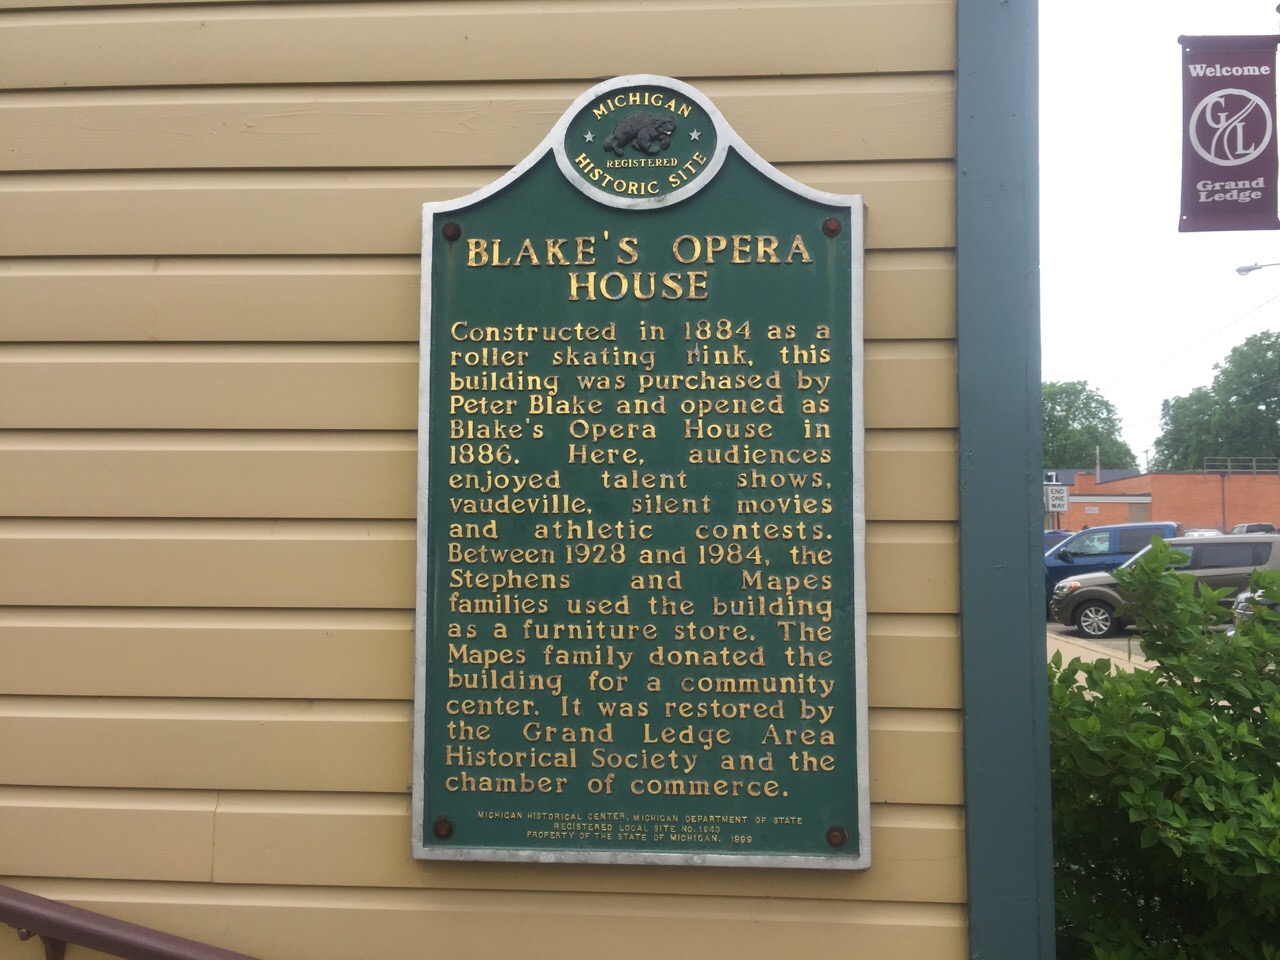 MICHIGAN
REGISTERED
HISTORIC SITE
BLAKE'S OPERA
HOUSE
Constructed in 1884 as a
roller skating rink, this
building was purchased by
Peter Blake and opened as
Blake's Opera House in
1886. Here, audiences
enjoyed talent shows,
vaudeville, silent movies
and athletic contests.
Between 1928 and 1984, the
Stephens and Mapes
families used the building
as a furniture store. The
Mapes family donated the
building for a community
center. It was restored by
the Grand Ledge Area
Historical Society and the
chamber of commerce.
MICHIGAN HISTORICAL CENTER, MICHIGAN DEPARTMENT OF STATE
REGISTERED LOCAL SITE NO. 1943
PROPERTY OF THE STATE OF MICHIGAN, 1999
Welcome
GL
Grand
Ledge
END
ONE
WAY